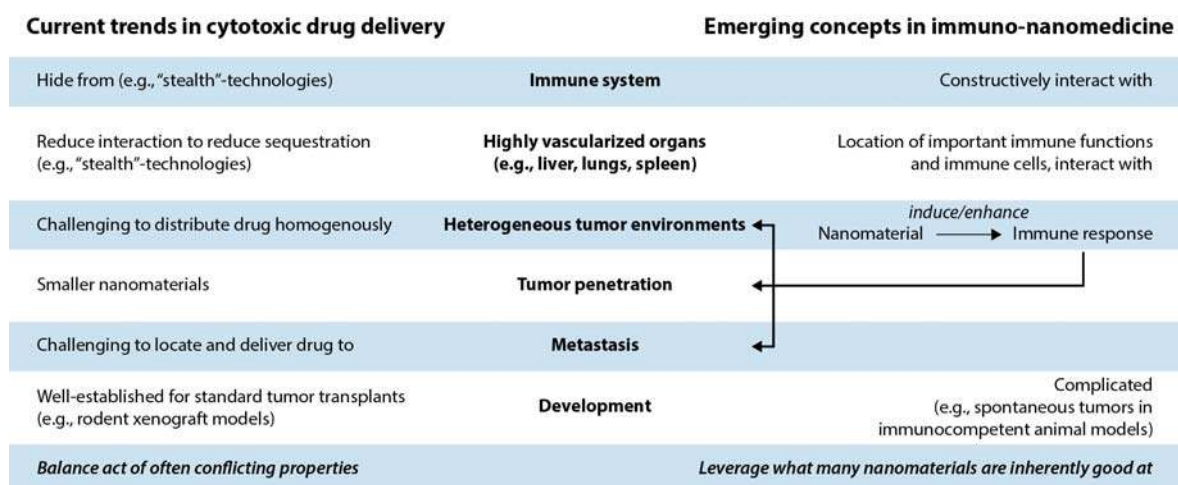 Current trends in cytotoxic drug delivery
Emerging concepts in immuno-nanomedicine
Hide from (e.g., “stealth”-technologies)
Immune system
Constructively interact with
Reduce interaction to reduce sequestration
(e.g., “stealth”-technologies)
Highly vascularized organs
(e.g., liver, lungs, spleen)
Location of important immune functions
and immune cells, interact with
Challenging to distribute drug homogenously
Heterogeneous tumor environments
induce/enhance
Nanomaterial
Immune response
Smaller nanomaterials
Tumor penetration
Challenging to locate and deliver drug to
Metastasis
Well-established for standard tumor transplants
(e.g., rodent xenograft models)
Development
Complicated
(e.g., spontaneous tumors in
immunocompetent animal models)
Balance act of often conflicting properties
Leverage what many nanomaterials are inherently good at